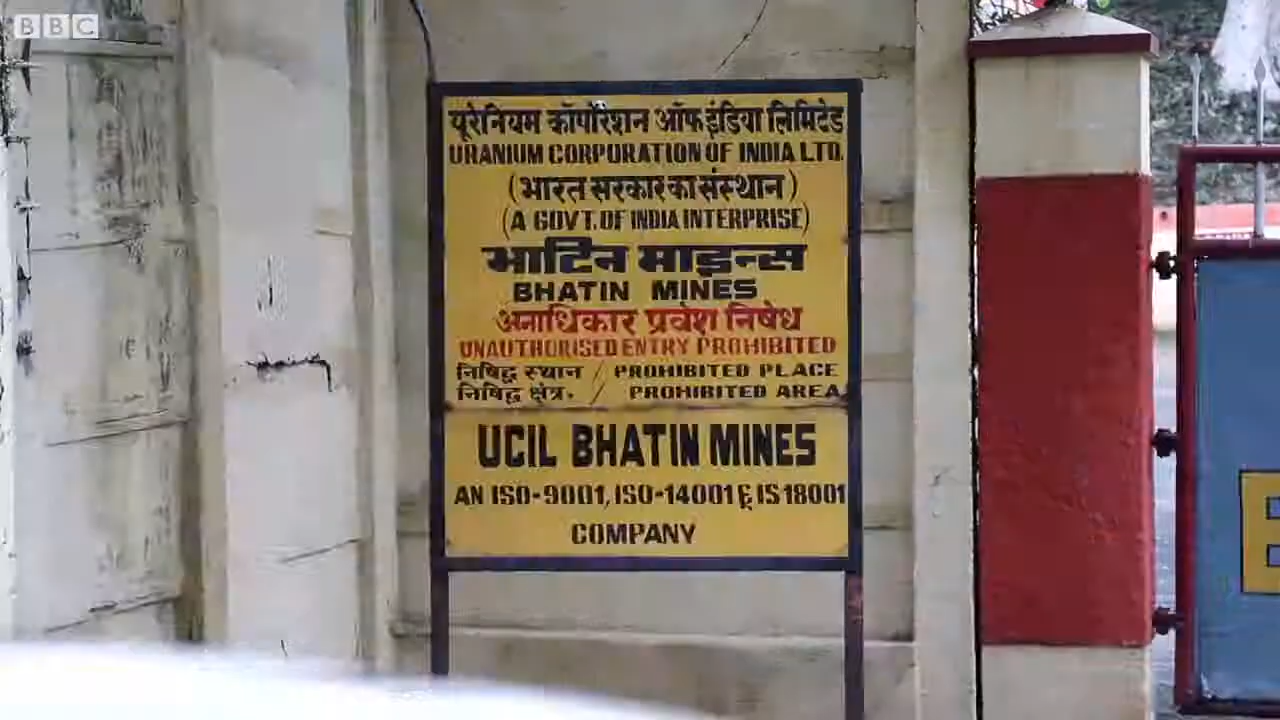 BBC
यूरेनियम कॉर्पोरेशन ऑफ इंडिया लिमिटेड
URANIUM CORPORATION OF INDIA LTD.
(भारत सरकार का संस्थान)
(A GOVT. OF INDIA INTERPRISE)
भाटिन माइन्स
BHATIN MINES
अनाधिकार प्रवेश निषेध
UNAUTHORISED ENTRY PROHIBITED
निषिद्ध स्थान / PROHIBITED PLACE
निषिद्ध क्षेत्र. / PROHIBITED AREA
UCIL BHATIN MINES
AN ISO-9001, ISO-14001 & IS 18001
COMPANY